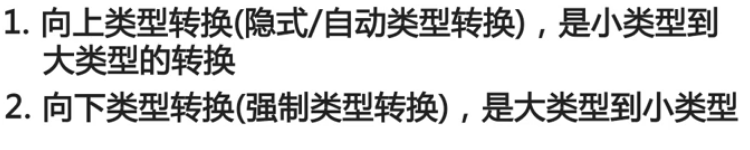 1. 向上类型转换(隐式/自动类型转换)，是小类型到
大类型的转换
2. 向下类型转换(强制类型转换)，是大类型到小类型